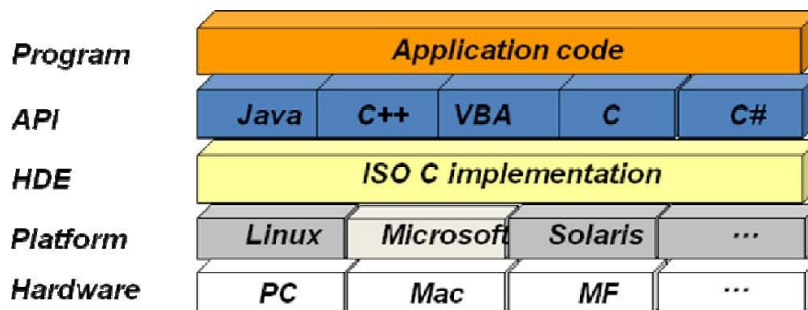 Program Application code
API Java C++ VBA C C#
HDE ISO C implementation
Platform Linux Microsoft Solaris ...
Hardware PC Mac MF ...